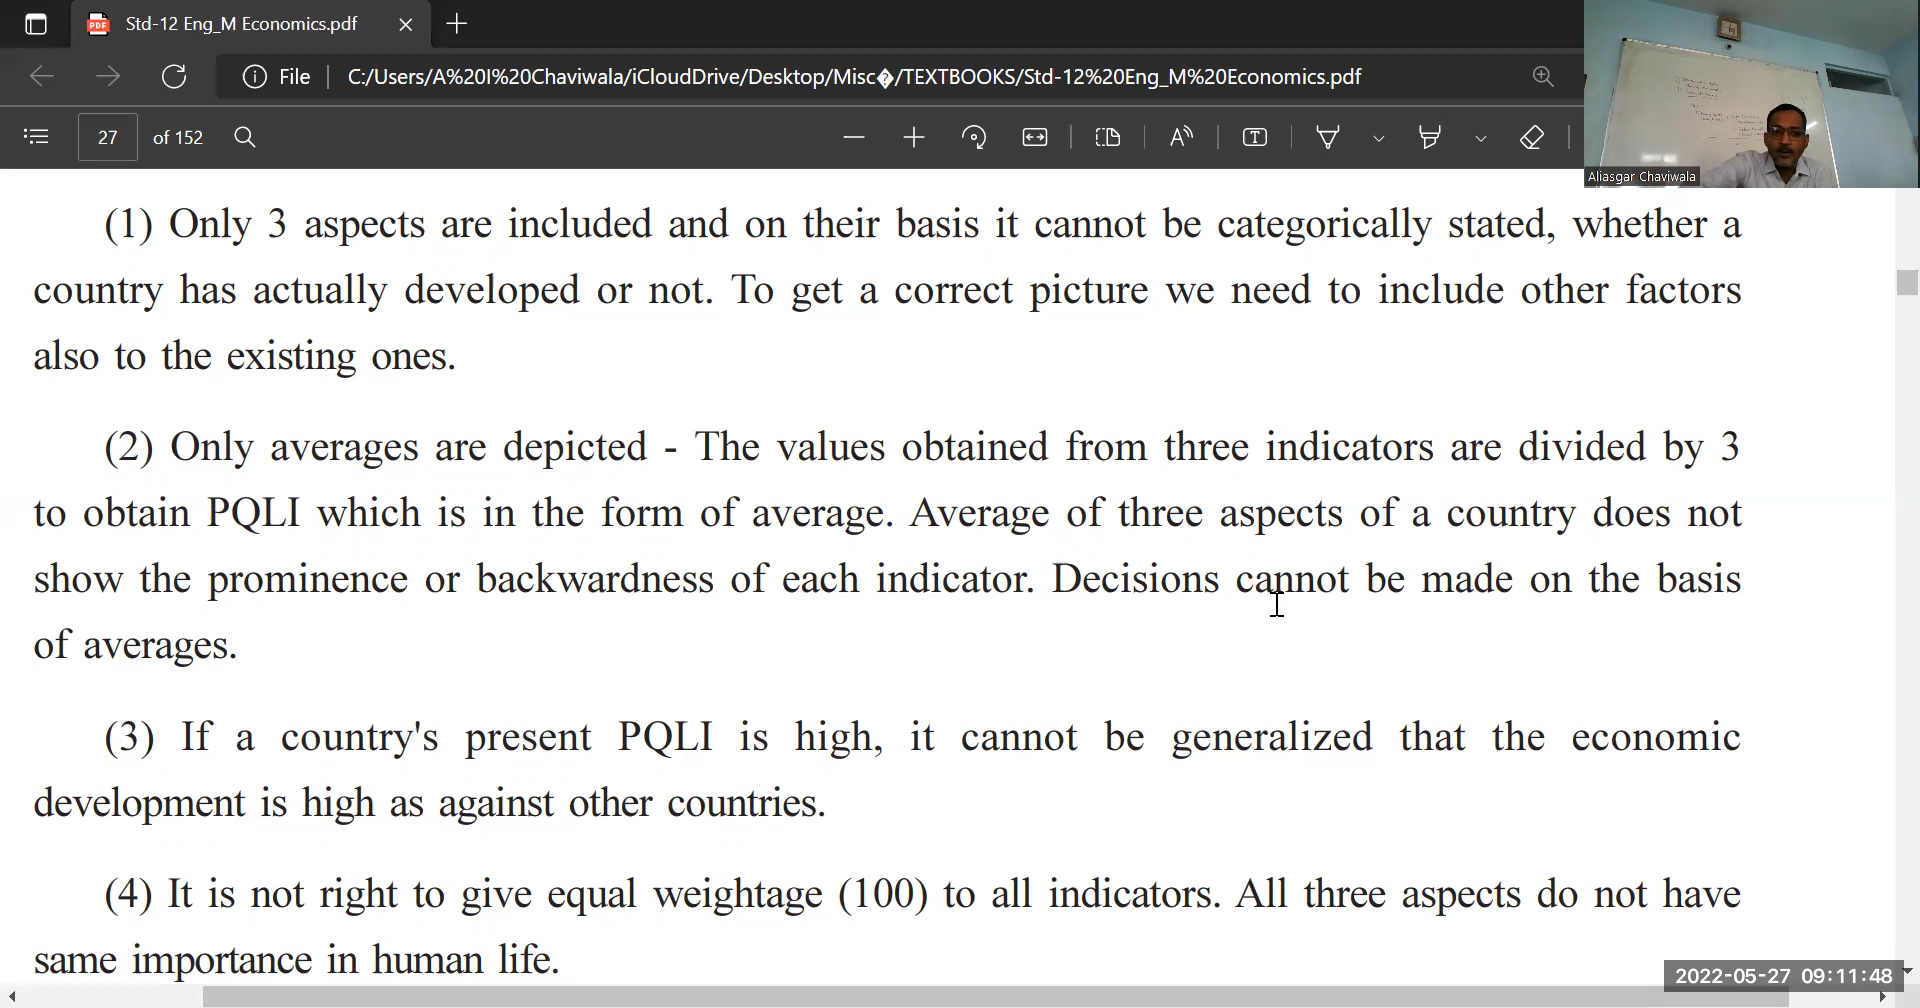 Std-12 Eng_M Economics.pdf
File
C:/Users/A%20I%20Chaviwala/iCloudDrive/Desktop/Misc�/TEXTBOOKS/Std-12%20Eng_M%20Economics.pdf
27 of 152
Aliasgar Chaviwala
(1) Only 3 aspects are included and on their basis it cannot be categorically stated, whether a
country has actually developed or not. To get a correct picture we need to include other factors
also to the existing ones.
(2) Only averages are depicted - The values obtained from three indicators are divided by 3
to obtain PQLI which is in the form of average. Average of three aspects of a country does not
show the prominence or backwardness of each indicator. Decisions cannot be made on the basis
of averages.
(3) If a country's present PQLI is high, it cannot be generalized that the economic
development is high as against other countries.
(4) It is not right to give equal weightage (100) to all indicators. All three aspects do not have
same importance in human life.
2022-05-27 09:11:48